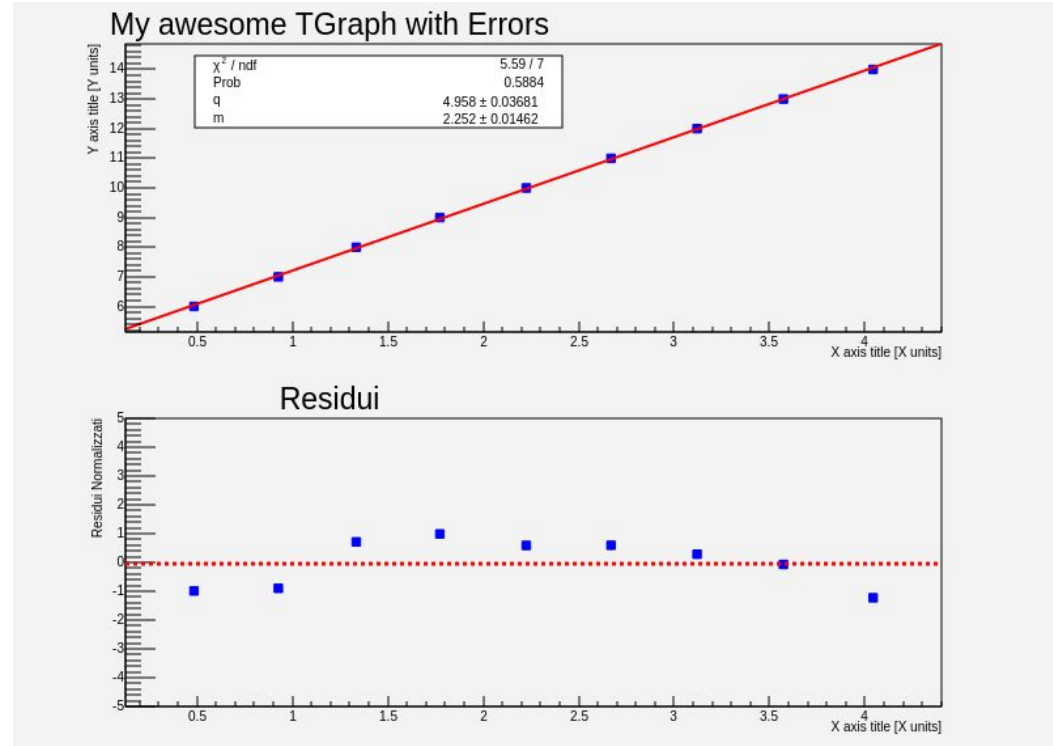 My awesome TGraph with Errors
Y axis title [Y units]
χ² / ndf 5.59 / 7
Prob 0.5884
q 4.958 ± 0.03681
m 2.252 ± 0.01462
14
13
12
11
10
9
8
7
6
0.5 1 1.5 2 2.5 3 3.5 4
X axis title [X units]
Residui
Residui Normalizzati
5
4
3
2
1
0
-1
-2
-3
-4
-5
0.5 1 1.5 2 2.5 3 3.5 4
X axis title [X units]